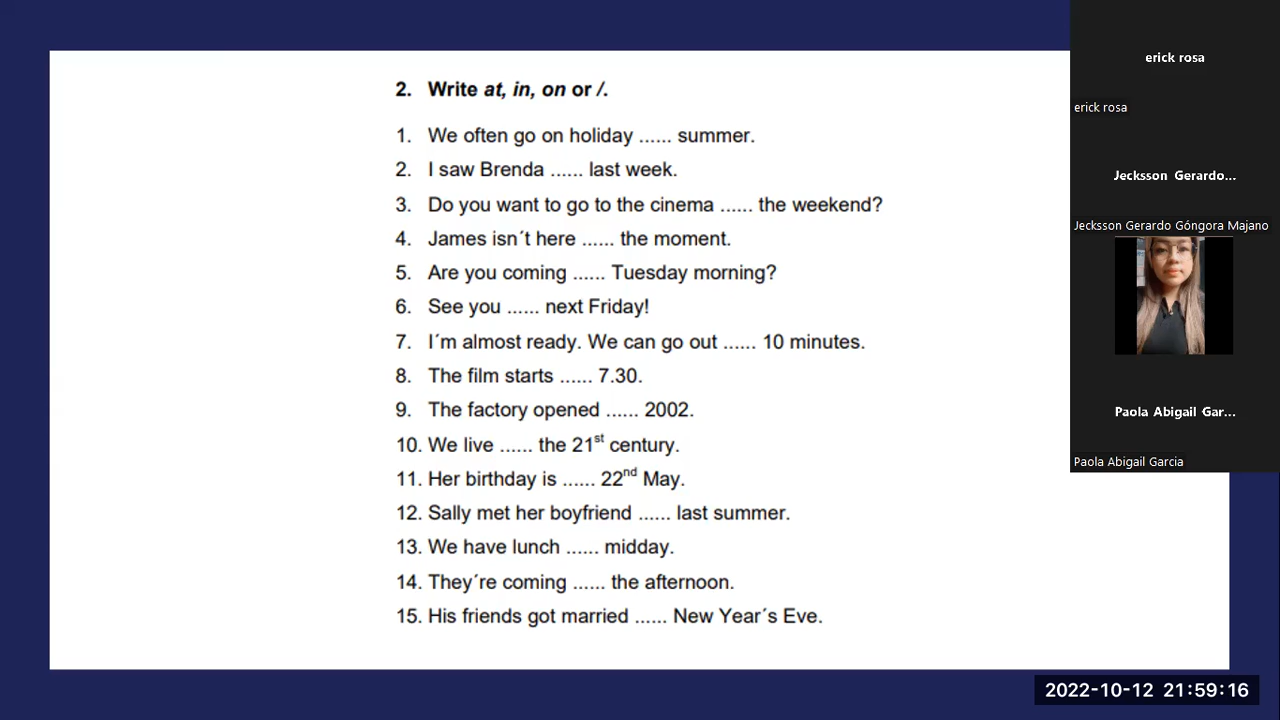 2. Write at, in, on or /.
1. We often go on holiday ...... summer.
2. I saw Brenda ...... last week.
3. Do you want to go to the cinema ...... the weekend?
4. James isn´t here ...... the moment.
5. Are you coming ...... Tuesday morning?
6. See you ...... next Friday!
7. I´m almost ready. We can go out ...... 10 minutes.
8. The film starts ...... 7.30.
9. The factory opened ...... 2002.
10. We live ...... the 21st century.
11. Her birthday is ...... 22nd May.
12. Sally met her boyfriend ...... last summer.
13. We have lunch ...... midday.
14. They´re coming ...... the afternoon.
15. His friends got married ...... New Year´s Eve.
erick rosa
erick rosa
Jecksson Gerardo...
Jecksson Gerardo Góngora Majano
Paola Abigail Gar...
Paola Abigail Garcia
2022-10-12 21:59:16